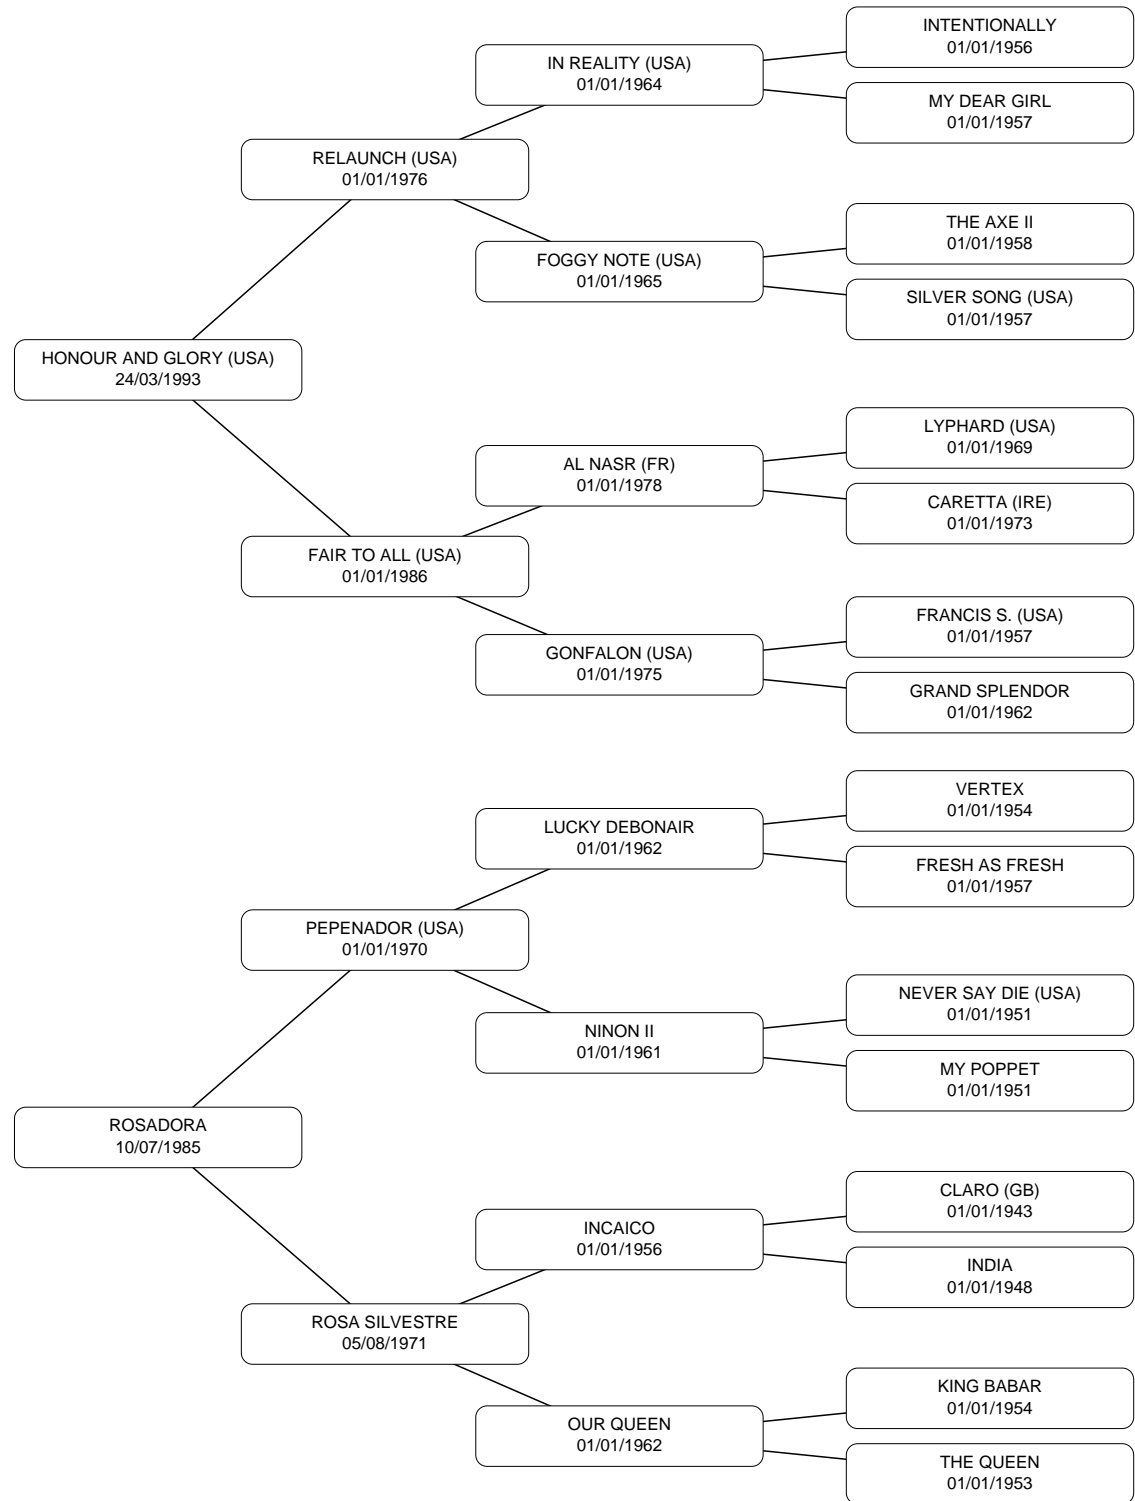 INTENTIONALLY
01/01/1956
IN REALITY (USA)
01/01/1964
MY DEAR GIRL
01/01/1957
RELAUNCH (USA)
01/01/1976
THE AXE II
01/01/1958
FOGGY NOTE (USA)
01/01/1965
SILVER SONG (USA)
01/01/1957
HONOUR AND GLORY (USA)
24/03/1993
LYPHARD (USA)
01/01/1969
AL NASR (FR)
01/01/1978
CARETTA (IRE)
01/01/1973
FAIR TO ALL (USA)
01/01/1986
FRANCIS S. (USA)
01/01/1957
GONFALON (USA)
01/01/1975
GRAND SPLENDOR
01/01/1962
VERTEX
01/01/1954
LUCKY DEBONAIR
01/01/1962
FRESH AS FRESH
01/01/1957
PEPENADOR (USA)
01/01/1970
NEVER SAY DIE (USA)
01/01/1951
NINON II
01/01/1961
MY POPPET
01/01/1951
ROSADORA
10/07/1985
CLARO (GB)
01/01/1943
INCAICO
01/01/1956
INDIA
01/01/1948
ROSA SILVESTRE
05/08/1971
KING BABAR
01/01/1954
OUR QUEEN
01/01/1962
THE QUEEN
01/01/1953